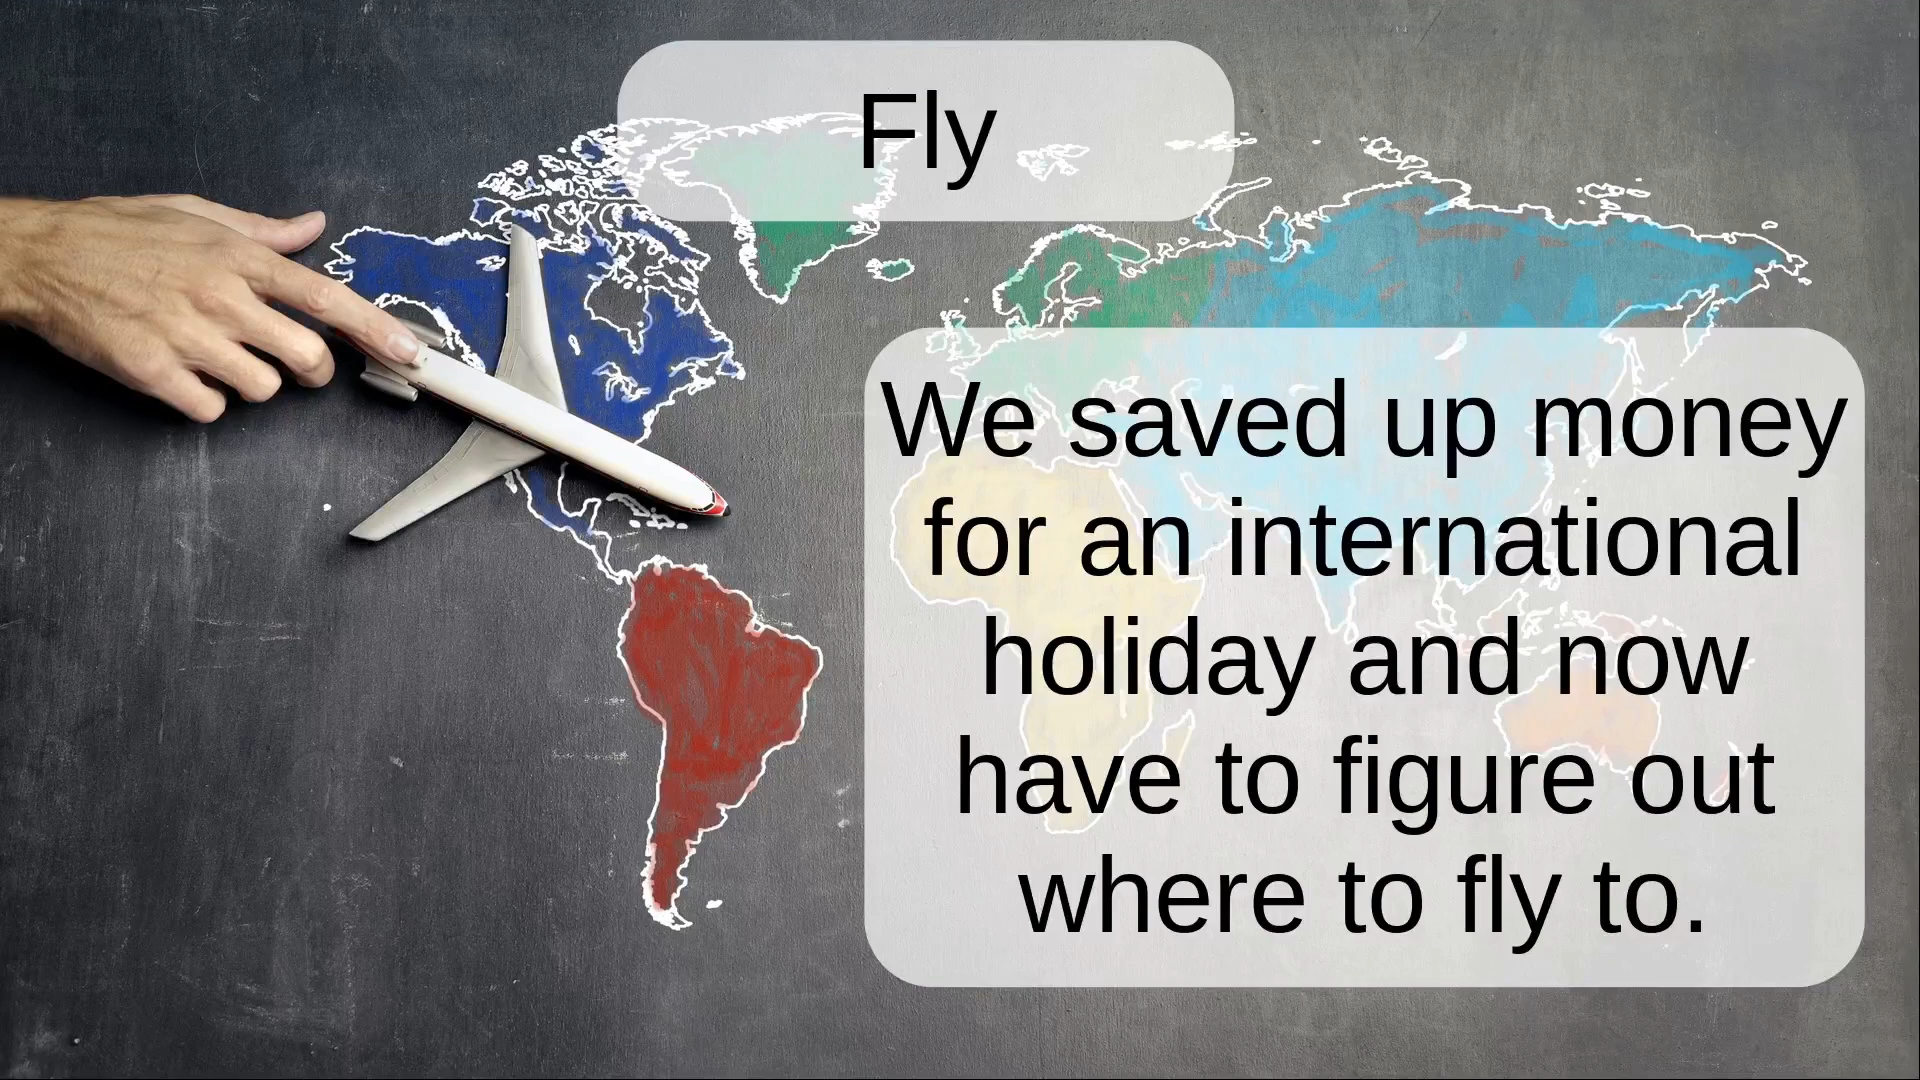 Fly
We saved up money
for an international
holiday and now
have to figure out
where to fly to.